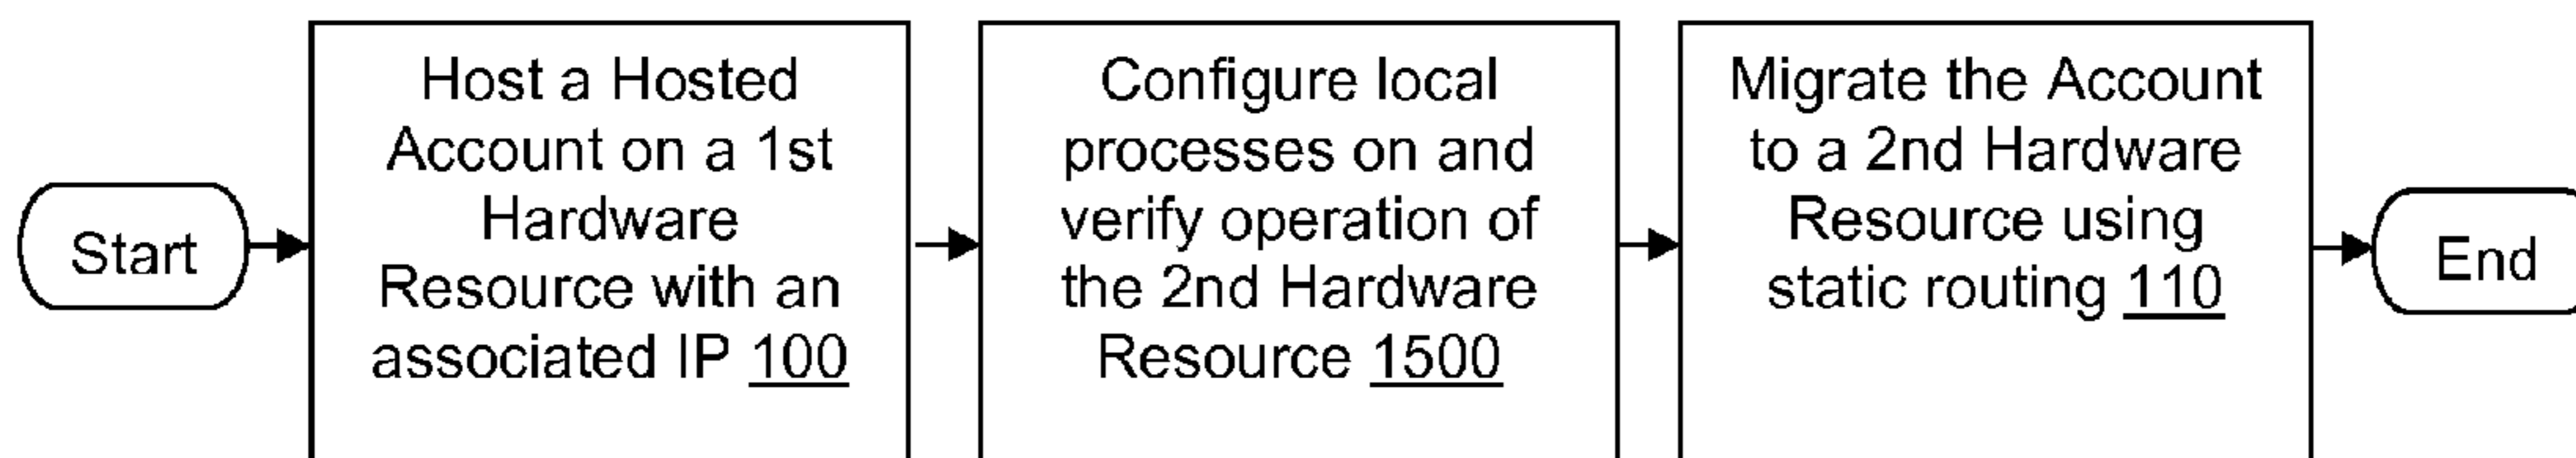 Start
Host a Hosted
Account on a 1st
Hardware
Resource with an
associated IP 100
Configure local
processes on and
verify operation of
the 2nd Hardware
Resource 1500
Migrate the Account
to a 2nd Hardware
Resource using
static routing 110
End